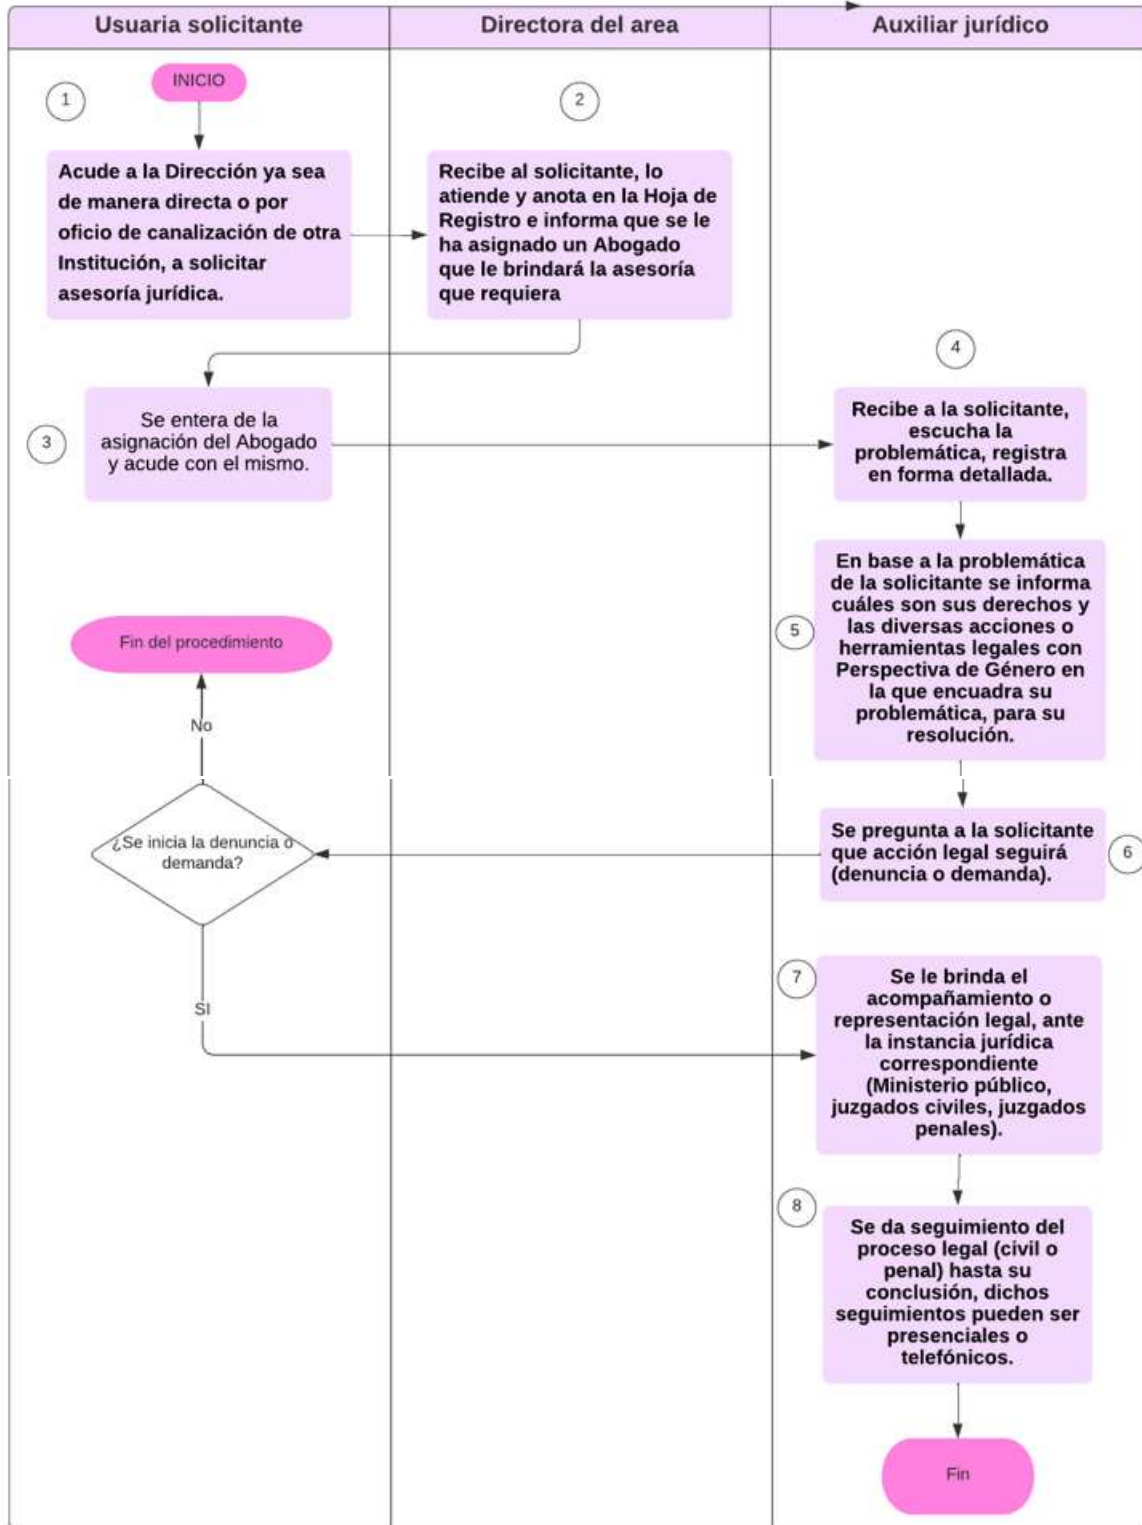 Usuaria solicitante
Directora del area
Auxiliar jurídico
INICIO
1
2
Acude a la Dirección ya sea
de manera directa o por
oficio de canalización de otra
Institución, a solicitar
asesoría jurídica.
Recibe al solicitante, lo
atiende y anota en la Hoja de
Registro e informa que se le
ha asignado un Abogado
que le brindará la asesoría
que requiera
3
Se entera de la
asignación del Abogado
y acude con el mismo.
4
Recibe a la solicitante,
escucha la
problemática, registra
en forma detallada.
5
En base a la problemática
de la solicitante se informa
cuáles son sus derechos y
las diversas acciones o
herramientas legales con
Perspectiva de Género en
la que encuadra su
problemática, para su
resolución.
Fin del procedimiento
No
¿Se inicia la denuncia o
demanda?
Se pregunta a la solicitante
que acción legal seguirá
(denuncia o demanda).
6
SI
7
Se le brinda el
acompañamiento o
representación legal, ante
la instancia jurídica
correspondiente
(Ministerio público,
juzgados civiles, juzgados
penales).
8
Se da seguimiento del
proceso legal (civil o
penal) hasta su
conclusión, dichos
seguimientos pueden ser
presenciales o
telefónicos.
Fin